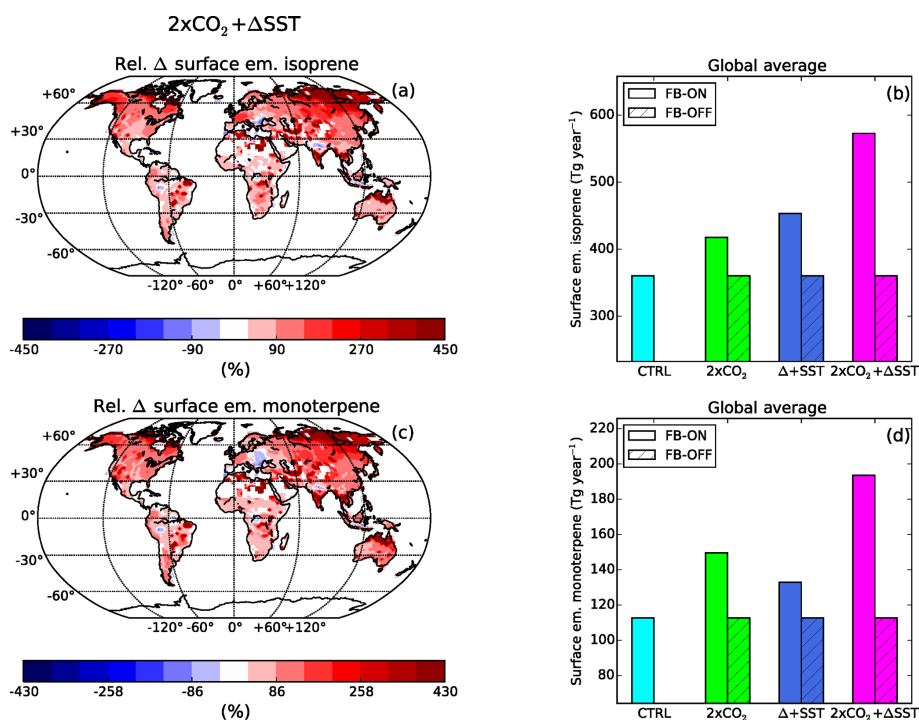 2xCO₂+ΔSST
Rel. Δ surface em. isoprene
(a)
+60°
+30°
0°
-30°
-60°
-120° -60° 0° +60° +120°
-450 -270 -90 90 270 450
(%)
Global average
(b)
FB-ON
FB-OFF
Surface em. isoprene (Tg year⁻¹)
600
500
400
300
CTRL 2xCO₂ Δ+SST 2xCO₂+ΔSST
Rel. Δ surface em. monoterpene
(c)
+60°
+30°
0°
-30°
-60°
-120° -60° 0° +60° +120°
-430 -258 -86 86 258 430
(%)
Global average
(d)
FB-ON
FB-OFF
Surface em. monoterpene (Tg year⁻¹)
220
200
180
160
140
120
100
80
CTRL 2xCO₂ Δ+SST 2xCO₂+ΔSST